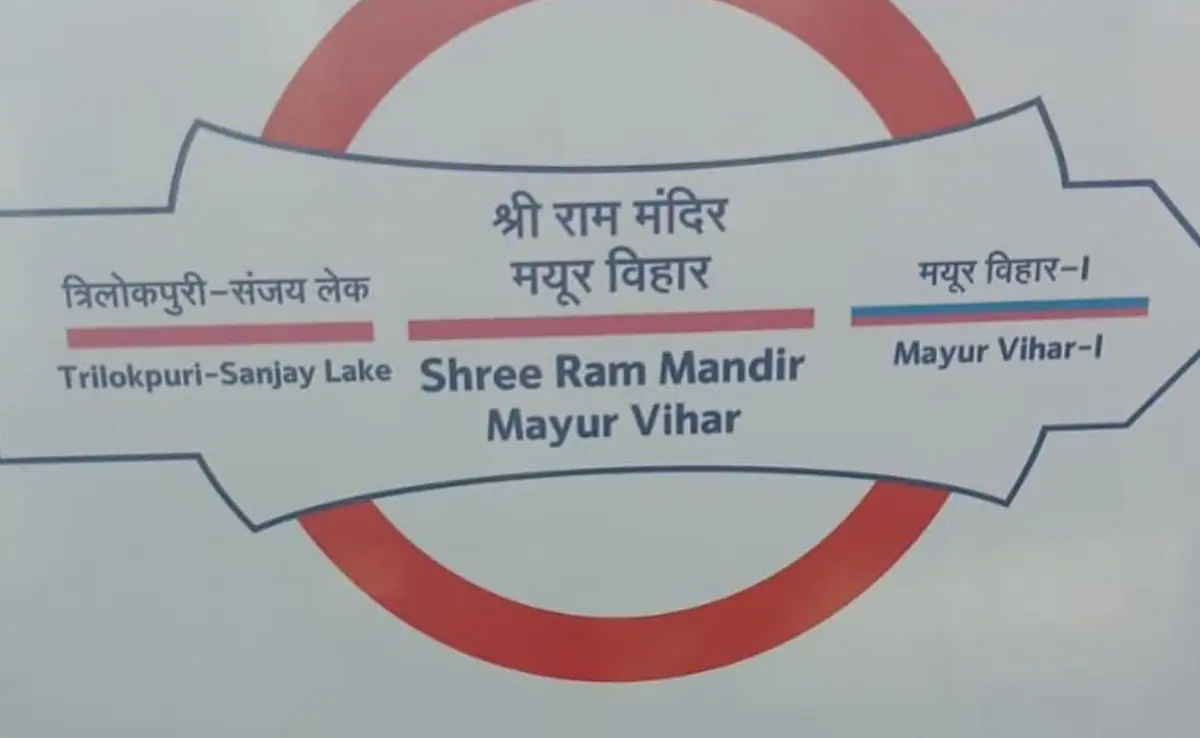 श्री राम मंदिर
मयूर विहार
Shree Ram Mandir
Mayur Vihar
त्रिलोकपुरी-संजय लेक
Trilokpuri-Sanjay Lake
मयूर विहार-I
Mayur Vihar-I